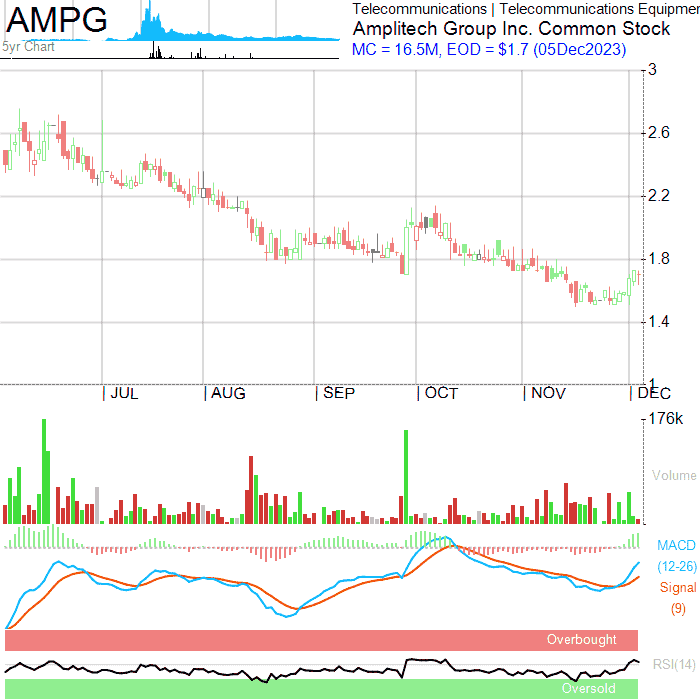 AMPG
5yr Chart
Telecommunications | Telecommunications Equipmen
Amplitech Group Inc. Common Stock
MC = 16.5M, EOD = $1.7 (05Dec2023)
3
2.6
2.2
1.8
1.4
1
| JUL | AUG | SEP | OCT | NOV | DEC
176k
Volume
MACD
(12-26)
Signal
(9)
Overbought
RSI(14)
Oversold